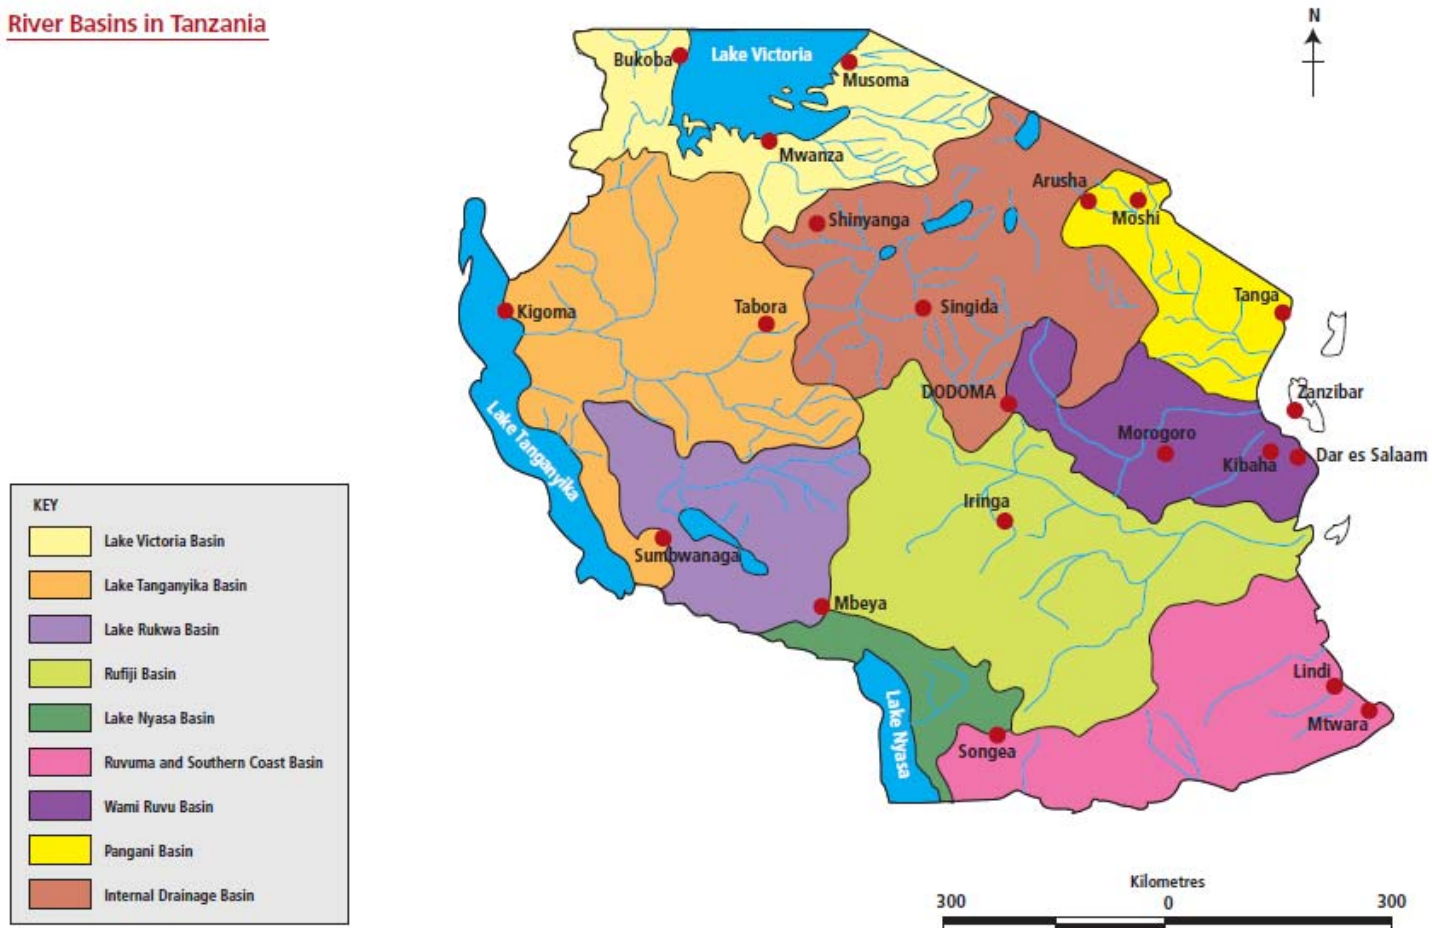 River Basins in Tanzania
N
Bukoba
Lake Victoria
Musoma
Mwanza
Arusha
Moshi
Shinyanga
Kigoma
Tabora
Singida
Tanga
DODOMA
Zanzibar
Lake Tanganyika
Morogoro
Kibaha
Dar es Salaam
Iringa
Sumbwanaga
Mbeya
Lindi
Mtwara
Lake Nyasa
Songea
KEY
Lake Victoria Basin
Lake Tanganyika Basin
Lake Rukwa Basin
Rufiji Basin
Lake Nyasa Basin
Ruvuma and Southern Coast Basin
Wami Ruvu Basin
Pangani Basin
Internal Drainage Basin
Kilometres
300 0 300